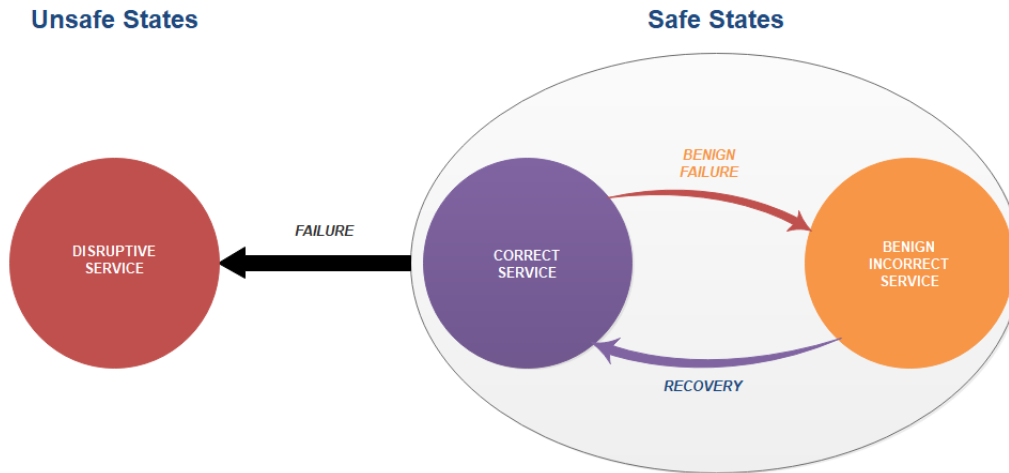 Unsafe States
Safe States
BENIGN
FAILURE
FAILURE
DISRUPTIVE
SERVICE
CORRECT
SERVICE
BENIGN
INCORRECT
SERVICE
RECOVERY